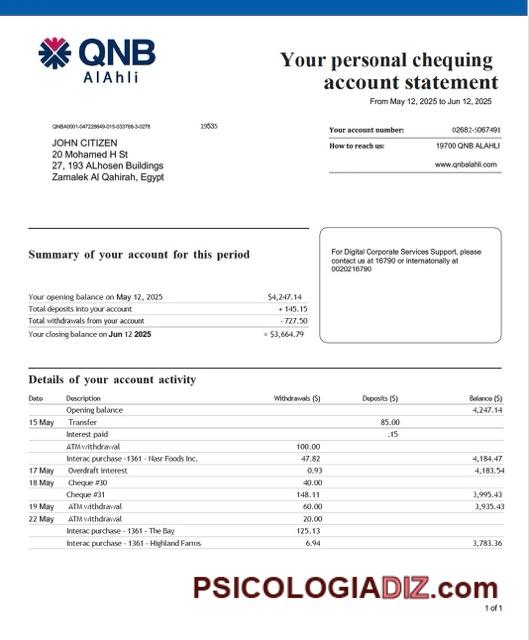 QNB
AlAhli
Your personal chequing
account statement
From May 12, 2025 to Jun 12, 2025
QNBA0001-047228649-015-033766-3-0276 19535
JOHN CITIZEN
20 Mohamed H St
27, 193 ALhosen Buildings
Zamalek Al Qahirah, Egypt
Your account number: 02682-5067491
How to reach us: 19700 QNB ALAHLI
www.qnbalahli.com
Summary of your account for this period
Your opening balance on May 12, 2025 $4,247.14
Total deposits into your account + 145.15
Total withdrawals from your account - 727.50
Your closing balance on Jun 12 2025 = $3,664.79
For Digital Corporate Services Support, please
contact us at 16790 or internatonally at
0020216790
Details of your account activity
Date Description Withdrawals ($) Deposits ($) Balance ($)
Opening balance 4,247.14
15 May Transfer 85.00
Interest paid .15
ATM withdrawal 100.00
Interac purchase -1361 - Nasr Foods Inc. 47.82 4,184.47
17 May Overdraft Interest 0.93 4,183.54
18 May Cheque #30 40.00
Cheque #31 148.11 3,995.43
19 May ATM withdrawal 60.00 3,935.43
22 May ATM withdrawal 20.00
Interac purchase - 1361 - The Bay 125.13
Interac purchase - 1361 - Highland Farms 6.94 3,783.36
PSICOLOGIADIZ.com
1 of 1